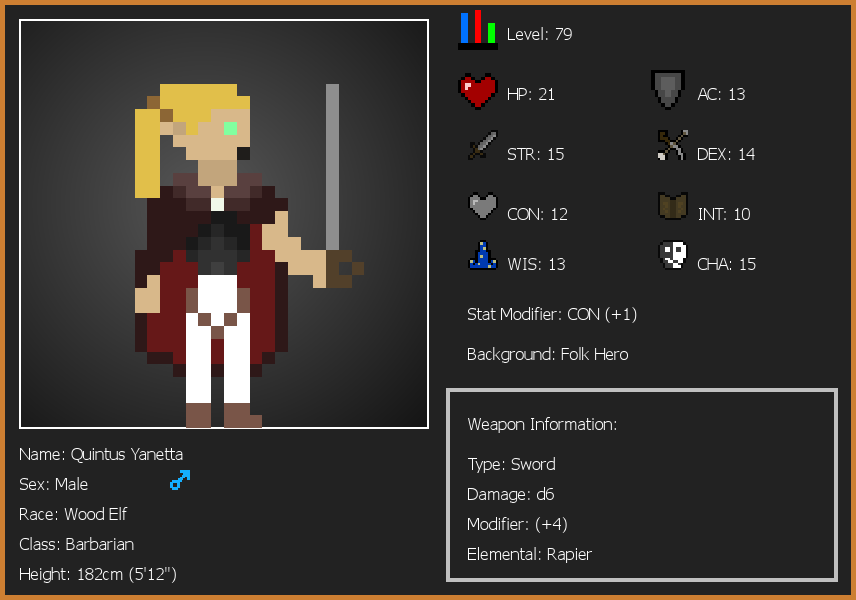 Level: 79
HP: 21
AC: 13
STR: 15
DEX: 14
CON: 12
INT: 10
WIS: 13
CHA: 15
Stat Modifier: CON (+1)
Background: Folk Hero
Weapon Information:
Type: Sword
Damage: d6
Modifier: (+4)
Elemental: Rapier
Name: Quintus Yanetta
Sex: Male
Race: Wood Elf
Class: Barbarian
Height: 182cm (5'12")